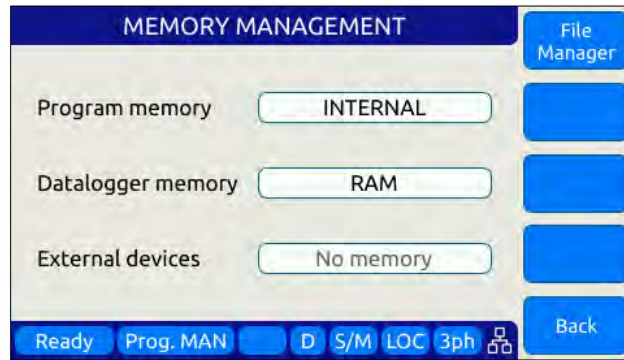 MEMORY MANAGEMENT
File
Manager
Program memory INTERNAL
Datalogger memory RAM
External devices No memory
Back
Ready Prog. MAN D S/M LOC 3ph